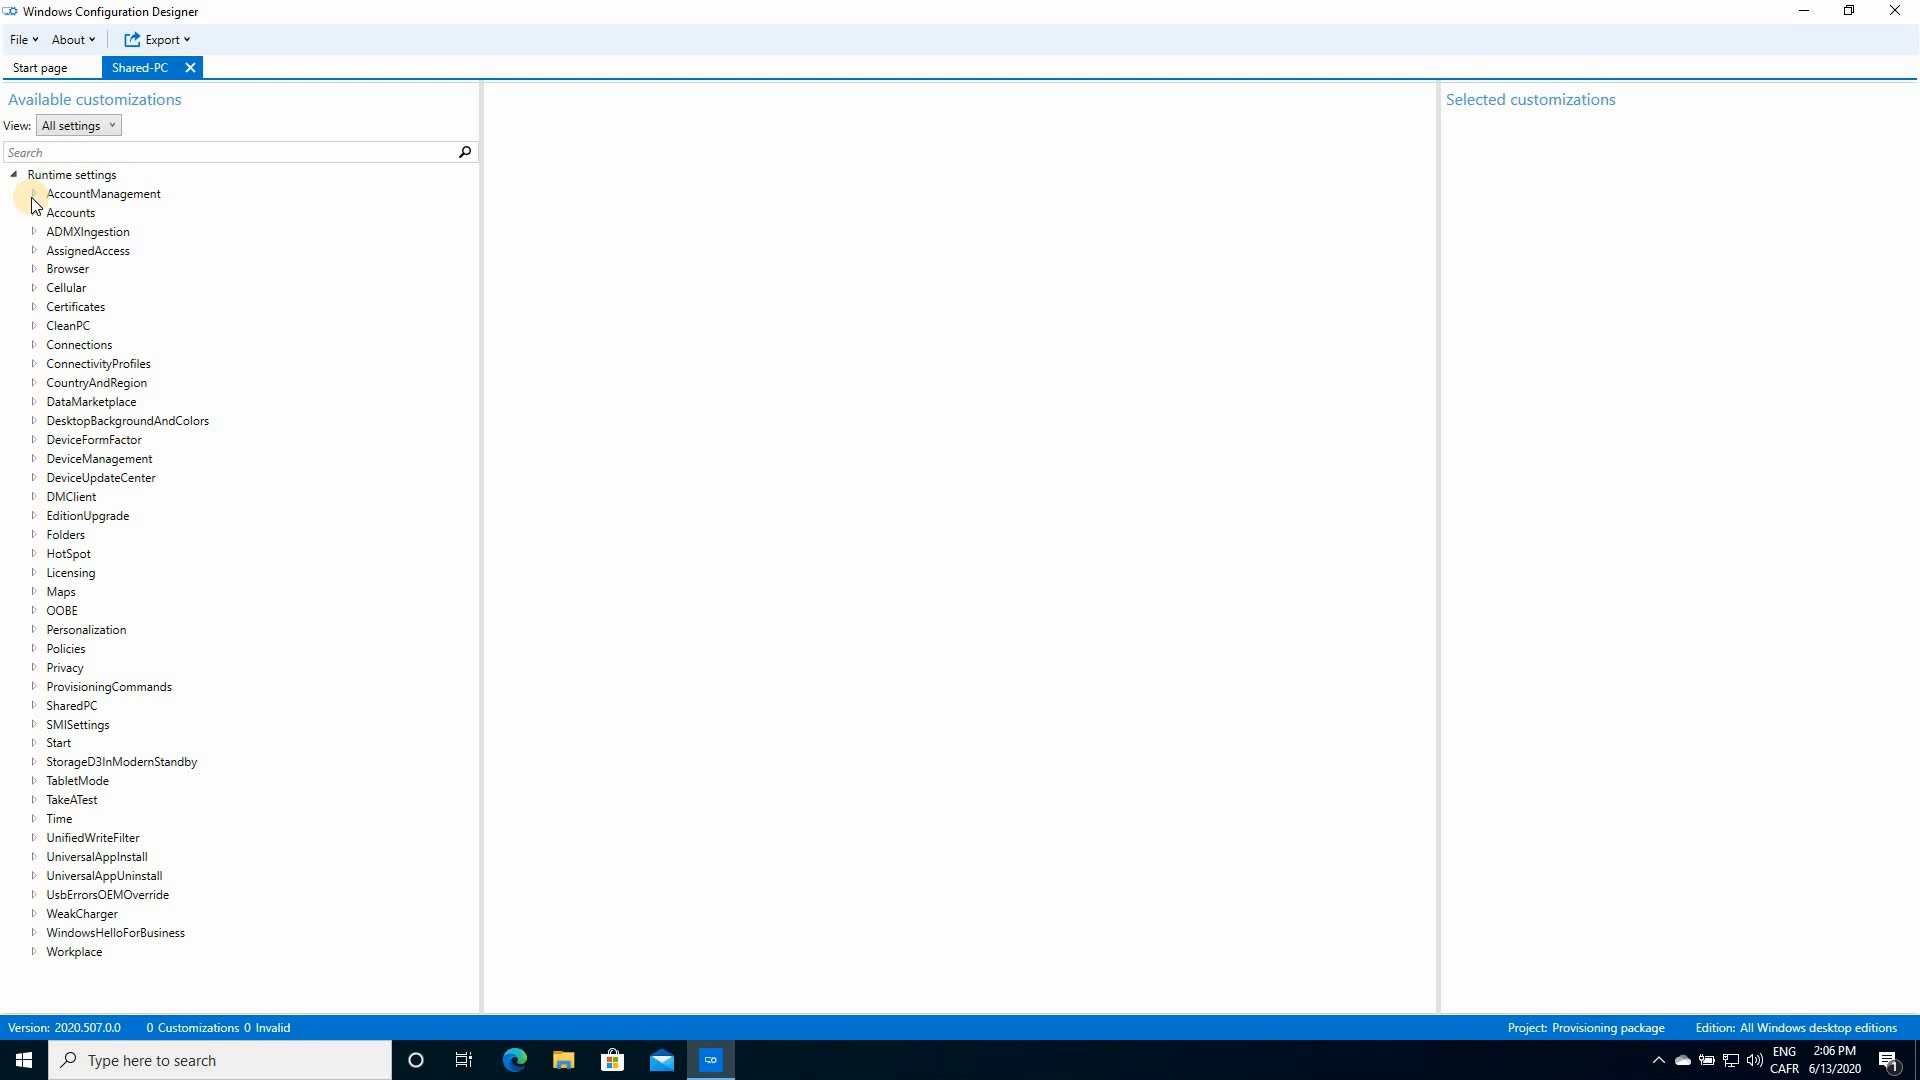 Windows Configuration Designer
File About Export
Start page Shared-PC
Available customizations
Selected customizations
View: All settings
Search
Runtime settings
AccountManagement
Accounts
ADMXIngestion
AssignedAccess
Browser
Cellular
Certificates
CleanPC
Connections
ConnectivityProfiles
CountryAndRegion
DataMarketplace
DesktopBackgroundAndColors
DeviceFormFactor
DeviceManagement
DeviceUpdateCenter
DMClient
EditionUpgrade
Folders
HotSpot
Licensing
Maps
OOBE
Personalization
Policies
Privacy
ProvisioningCommands
SharedPC
SMISettings
Start
StorageD3InModernStandby
TabletMode
TakeATest
Time
UnifiedWriteFilter
UniversalAppInstall
UniversalAppUninstall
UsbErrorsOEMOverride
WeakCharger
WindowsHelloForBusiness
Workplace
Version: 2020.507.0.0 0 Customizations 0 Invalid Project: Provisioning package Edition: All Windows desktop editions
Type here to search
ENG 2:06 PM
CAFR 6/13/2020 1